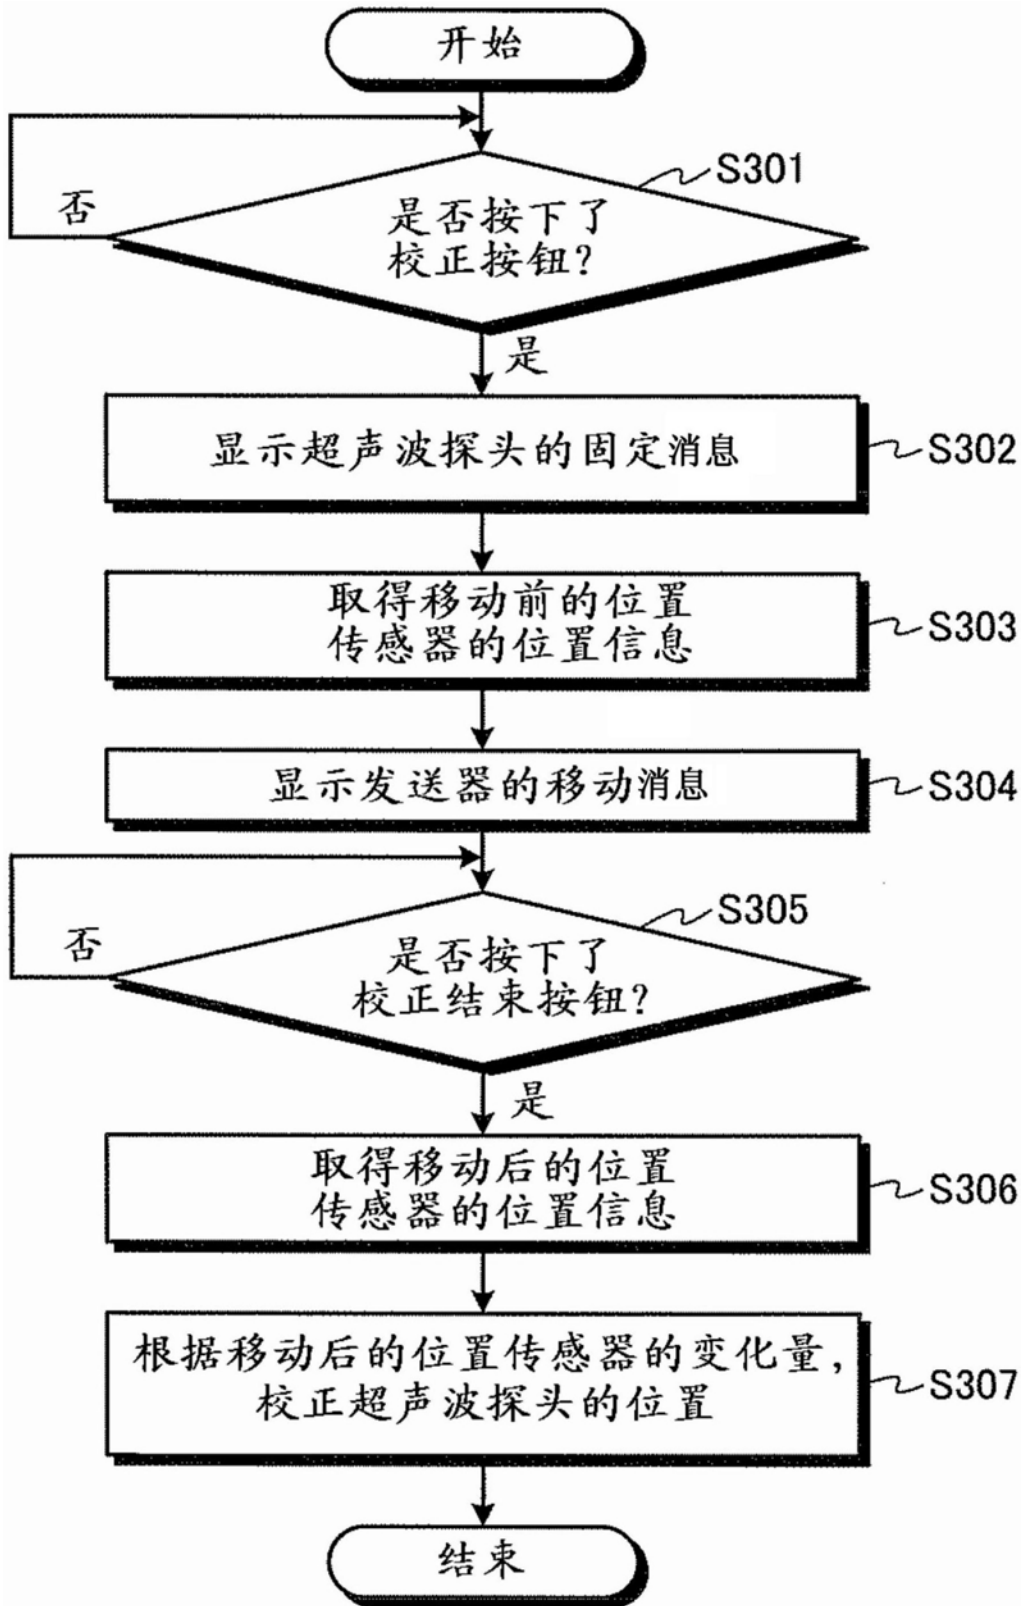 开始
S301
否
是否按下了
校正按钮?
是
显示超声波探头的固定消息
S302
取得移动前的位置
传感器的位置信息
S303
显示发送器的移动消息
S304
S305
否
是否按下了
校正结束按钮?
是
取得移动后的位置
传感器的位置信息
S306
根据移动后的位置传感器的变化量,
校正超声波探头的位置
S307
结束